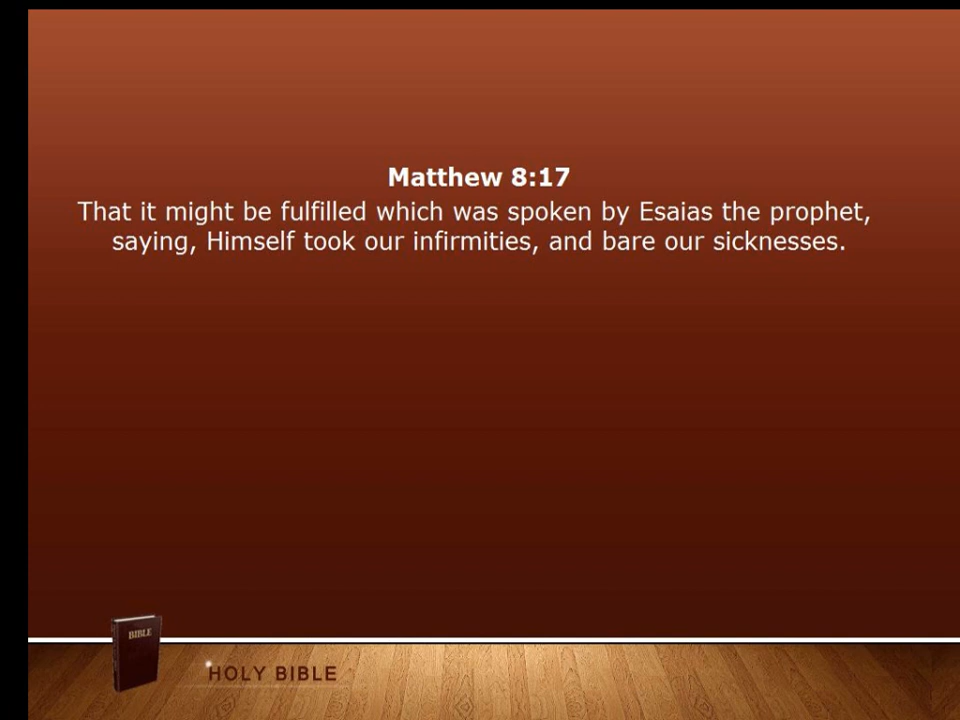 Matthew 8:17
That it might be fulfilled which was spoken by Esaias the prophet,
saying, Himself took our infirmities, and bare our sicknesses.
BIBLE
HOLY BIBLE